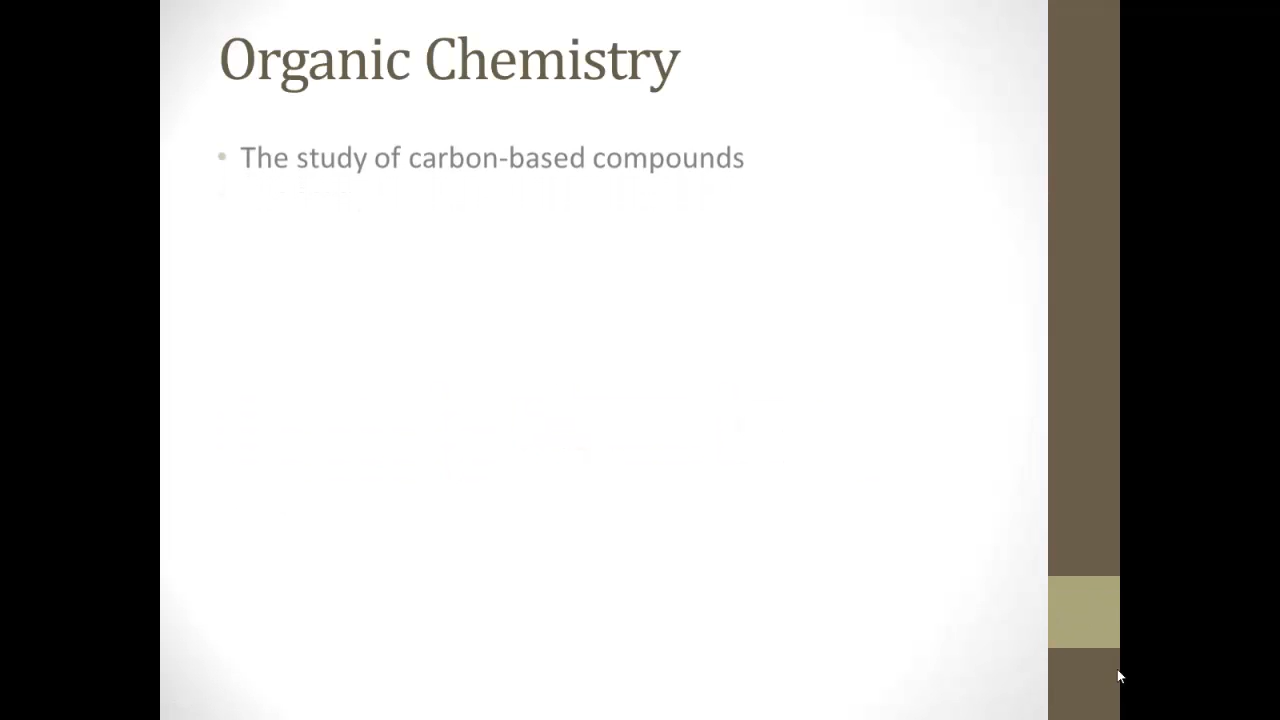 Organic Chemistry
• The study of carbon-based compounds